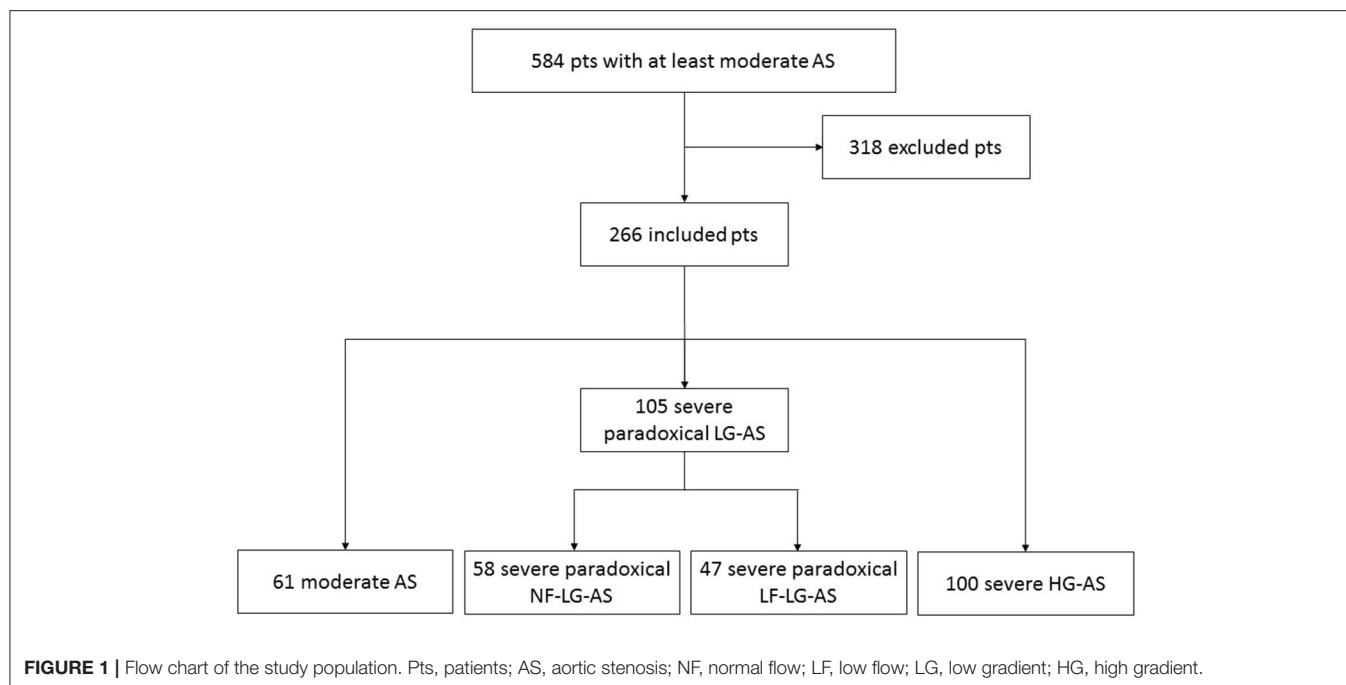 584 pts with at least moderate AS
318 excluded pts
266 included pts
105 severe
paradoxical LG-AS
61 moderate AS
58 severe paradoxical
NF-LG-AS
47 severe paradoxical
LF-LG-AS
100 severe HG-AS
FIGURE 1 | Flow chart of the study population. Pts, patients; AS, aortic stenosis; NF, normal flow; LF, low flow; LG, low gradient; HG, high gradient.